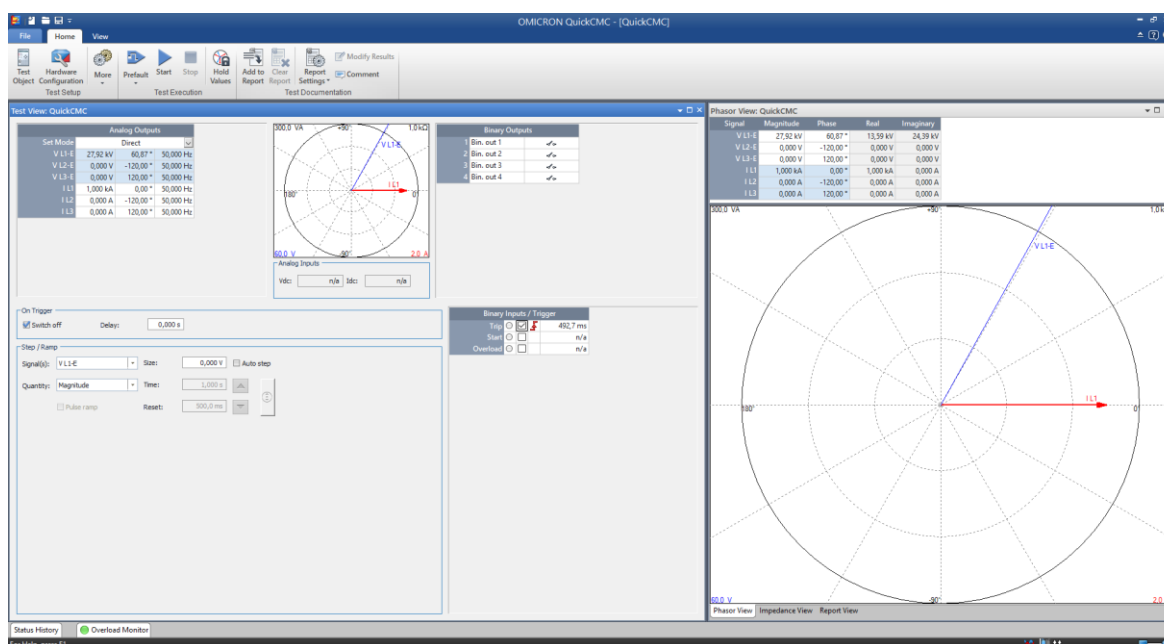 OMICRON QuickCMC - [QuickCMC]
File Home View
Test Object
Hardware Configuration
More
Prefault
Start
Stop
Hold Values
Add to Report
Clear Report
Report Settings
Modify Results
Comment
Test Setup
Test Execution
Test Documentation
Test View: QuickCMC
Analog Outputs
Set Mode Direct
V L1-E 27,92 kV 60,87 ° 50,000 Hz
V L2-E 0,000 V -120,00 ° 50,000 Hz
V L3-E 0,000 V 120,00 ° 50,000 Hz
I L1 1,000 kA 0,00 ° 50,000 Hz
I L2 0,000 A -120,00 ° 50,000 Hz
I L3 0,000 A 120,00 ° 50,000 Hz
300,0 VA +90° 1,0 kΩ
V L1-E
I L1
180° 0°
60,0 V -90° 2,0 A
Analog Inputs
Vdc: n/a Idc: n/a
Binary Outputs
1 Bin. out 1
2 Bin. out 2
3 Bin. out 3
4 Bin. out 4
On Trigger
Switch off Delay: 0,000 s
Step / Ramp
Signal(s): V L1-E Size: 0,000 V Auto step
Quantity: Magnitude Time: 1,000 s
Pulse ramp Reset: 500,0 ms
Binary Inputs / Trigger
Trip 492,7 ms
Start n/a
Overload n/a
Phasor View: QuickCMC
Signal Magnitude Phase Real Imaginary
V L1-E 27,92 kV 60,87 ° 13,59 kV 24,39 kV
V L2-E 0,000 V -120,00 ° 0,000 V 0,000 V
V L3-E 0,000 V 120,00 ° 0,000 V 0,000 V
I L1 1,000 kA 0,00 ° 1,000 kA 0,000 A
I L2 0,000 A -120,00 ° 0,000 A 0,000 A
I L3 0,000 A 120,00 ° 0,000 A 0,000 A
300,0 VA +90° 1,0 k
V L1-E
I L1
180° 0°
60,0 V -90° 2,0
Phasor View Impedance View Report View
Status History Overload Monitor
For Help, press F1